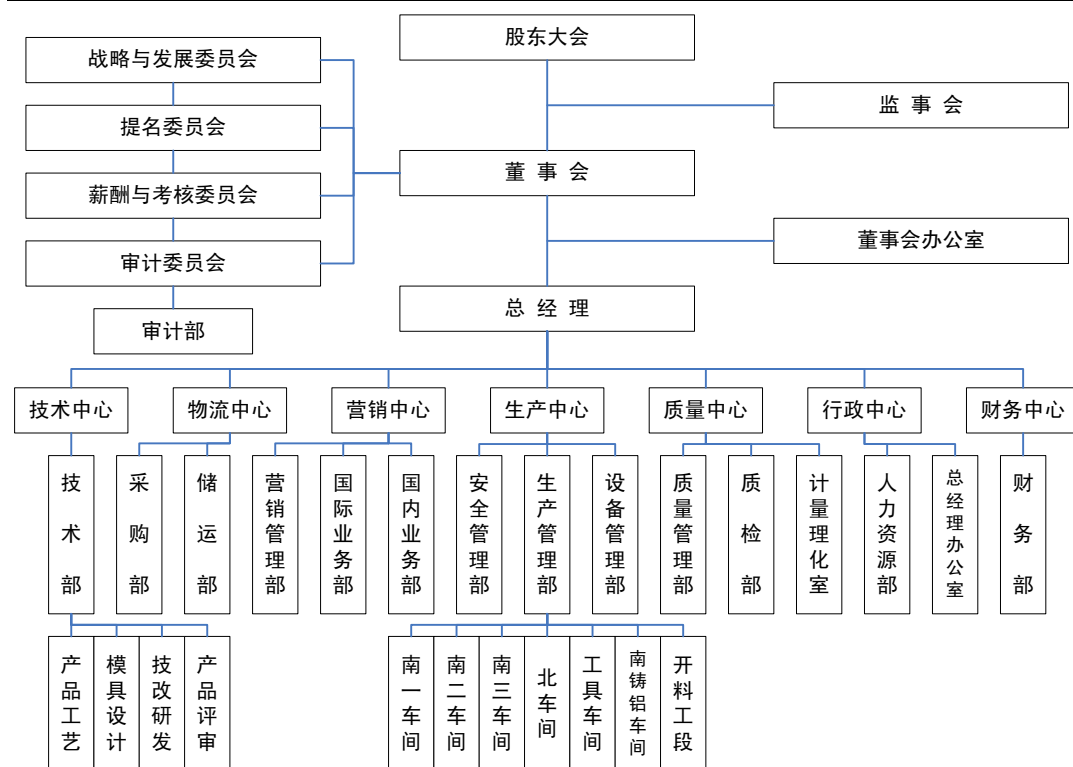 股东大会
战略与发展委员会
监 事 会
提名委员会
董 事 会
薪酬与考核委员会
董事会办公室
审计委员会
总 经 理
审计部
技术中心
物流中心
营销中心
生产中心
质量中心
行政中心
财务中心
技术部
采购部
储运部
营销管理部
国际业务部
国内业务部
安全管理部
生产管理部
设备管理部
质量管理部
质检部
计量理化室
人力资源部
总经理办公室
财务部
产品工艺
模具设计
技改研发
产品评审
南一车间
南二车间
南三车间
北车间
工具车间
南铸铝车间
开料工段